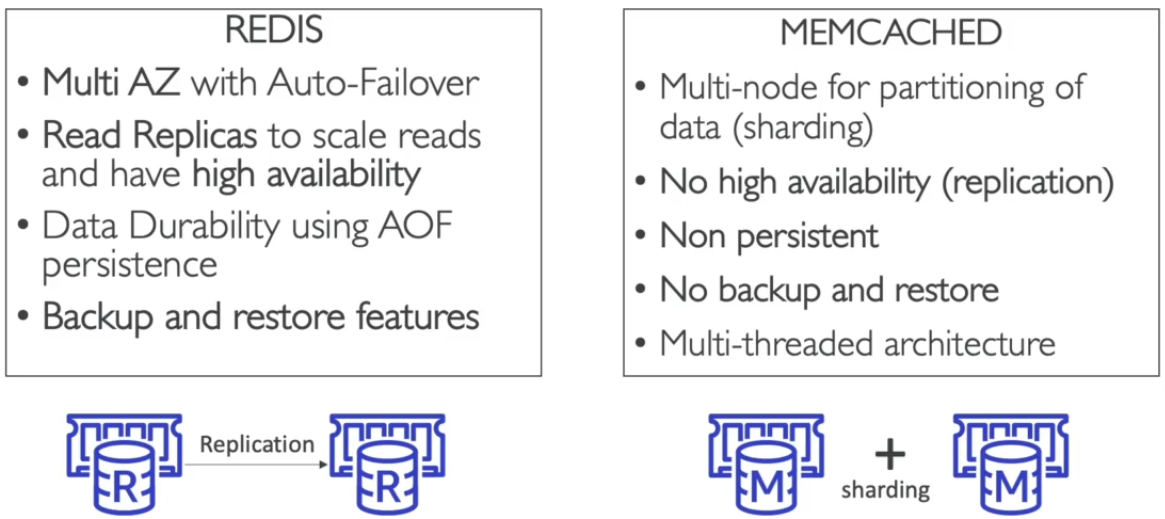 REDIS
• Multi AZ with Auto-Failover
• Read Replicas to scale reads
and have high availability
• Data Durability using AOF
persistence
• Backup and restore features
R
Replication
R
MEMCACHED
• Multi-node for partitioning of
data (sharding)
• No high availability (replication)
• Non persistent
• No backup and restore
• Multi-threaded architecture
M
+
sharding
M